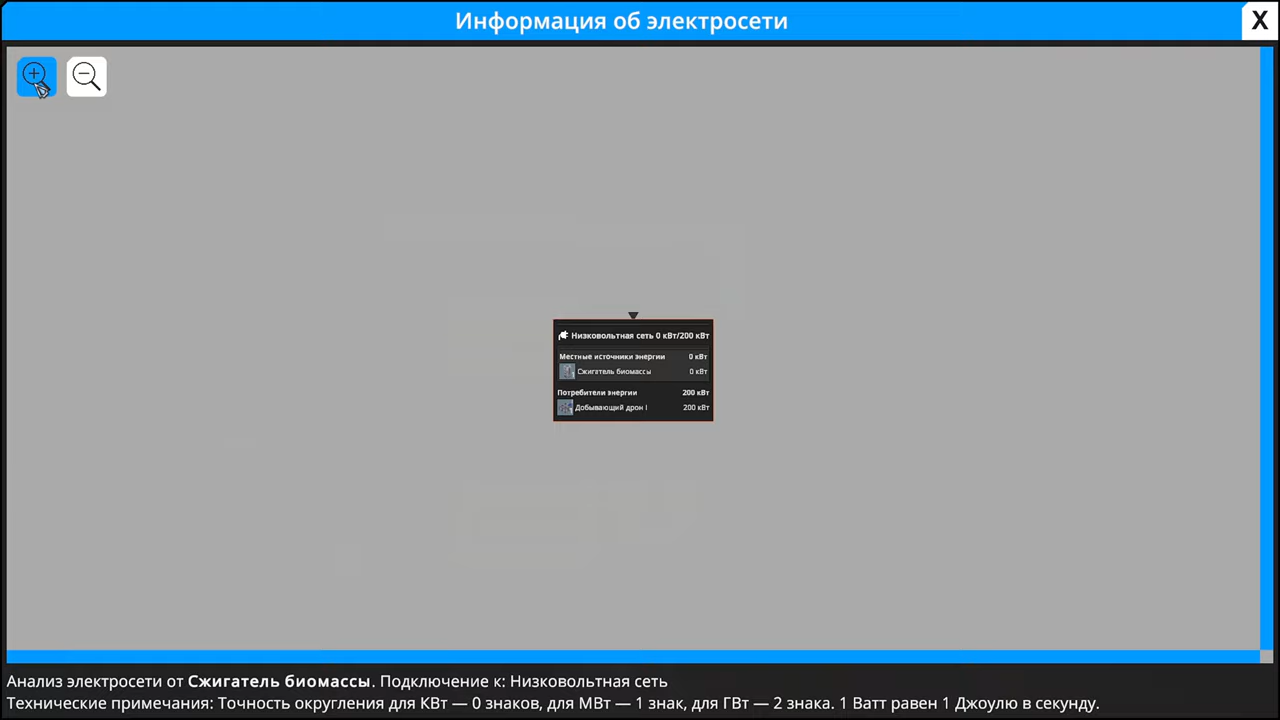 Информация об электросети
X
Низковольтная сеть 0 кВт/200 кВт
Местные источники энергии 0 кВт
Сжигатель биомассы 0 кВт
Потребители энергии 200 кВт
Добывающий дрон I 200 кВт
Анализ электросети от Сжигатель биомассы. Подключение к: Низковольтная сеть
Технические примечания: Точность округления для КВт — 0 знаков, для МВт — 1 знак, для ГВт — 2 знака. 1 Ватт равен 1 Джоулю в секунду.